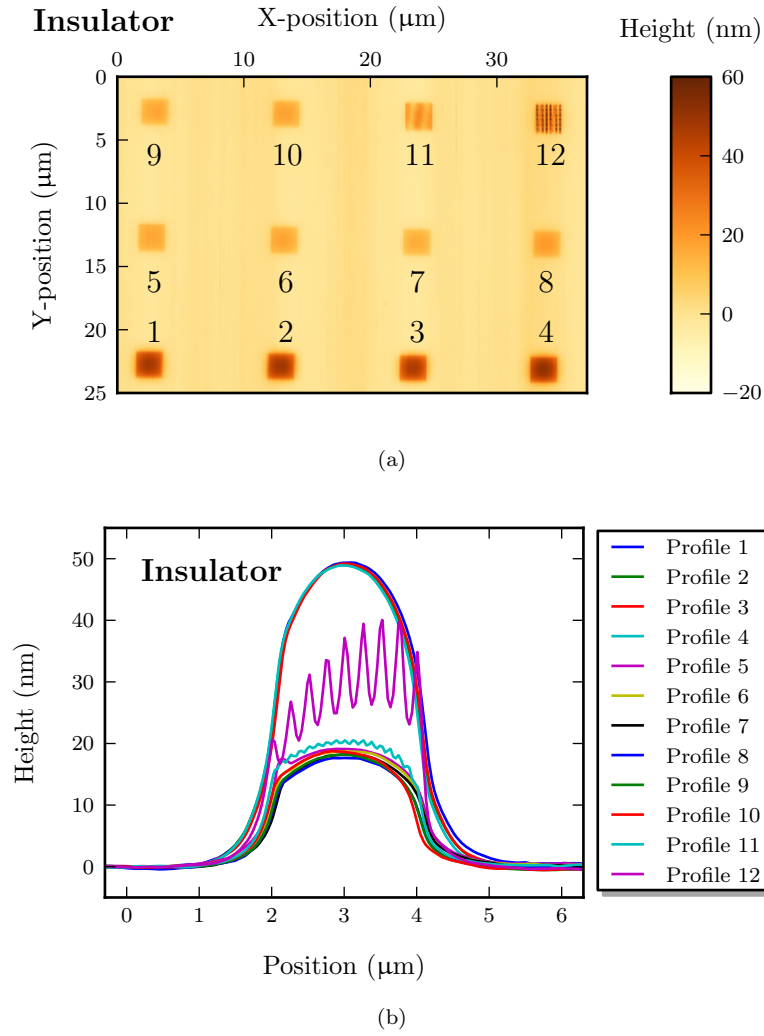 Insulator
X-position (μm)
Height (nm)
0 10 20 30
0
5
10
15
20
25
Y-position (μm)
9 10 11 12
5 6 7 8
1 2 3 4
60
40
20
0
−20
(a)
Insulator
50
40
30
20
10
0
Height (nm)
0 1 2 3 4 5 6
Position (μm)
Profile 1
Profile 2
Profile 3
Profile 4
Profile 5
Profile 6
Profile 7
Profile 8
Profile 9
Profile 10
Profile 11
Profile 12
(b)